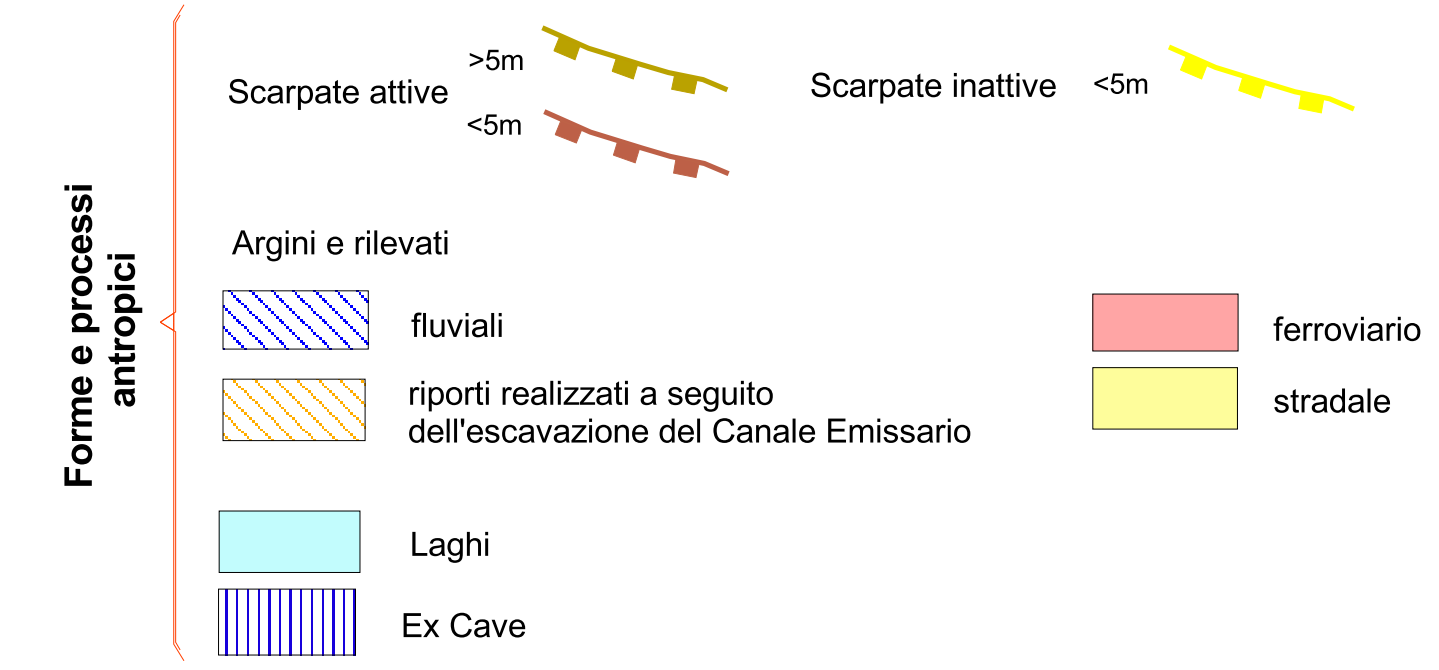 Forme e processi
antropici
Scarpate attive
>5m
<5m
Scarpate inattive
<5m
Argini e rilevati
fluviali
riporti realizzati a seguito
dell'escavazione del Canale Emissario
ferroviario
stradale
Laghi
Ex Cave